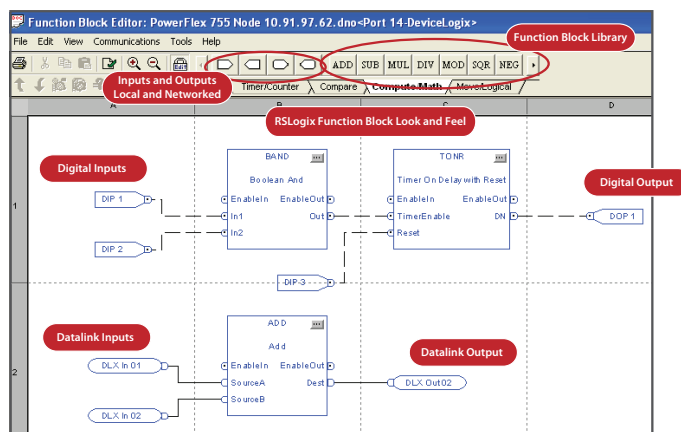 Function Block Editor: PowerFlex 755 Node 10.91.97.62.dno<Port 14-DeviceLogix>
File Edit View Communications Tools Help
Function Block Library
ADD SUB MUL DIV MOD SQR NEG
Inputs and Outputs
Local and Networked
Timer/Counter Compare Compute/Math Move/Logical
B C D
RSLogix Function Block Look and Feel
1
Digital Inputs
DIP 1
DIP 2
BAND
Boolean And
EnableIn EnableOut
In1 Out
In2
TONR
Timer On Delay with Reset
EnableIn EnableOut
TimerEnable DN
Reset
Digital Output
DOP 1
DIP 3
2
Datalink Inputs
DLX In 01
DLX In 02
ADD
Add
EnableIn EnableOut
SourceA Dest
SourceB
Datalink Output
DLX Out02